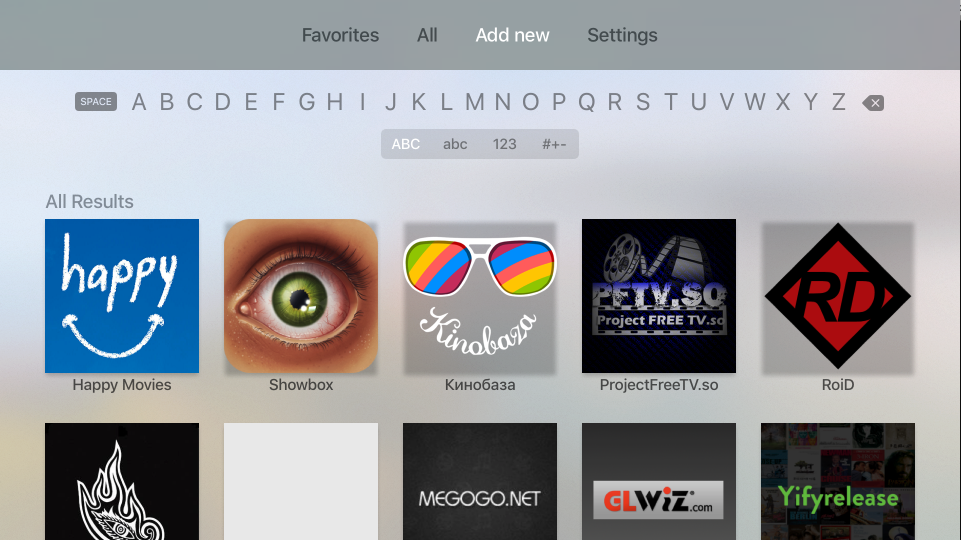 Favorites All Add new Settings
SPACE A B C D E F G H I J K L M N O P Q R S T U V W X Y Z
ABC abc 123 #+-
All Results
happy
Kinobaza
PFTV.SO
Project FREE TV.so
RD
Happy Movies Showbox Кинобаза ProjectFreeTV.so RoiD
MEGOGO.NET
GLWiZ.com
Yifyrelease